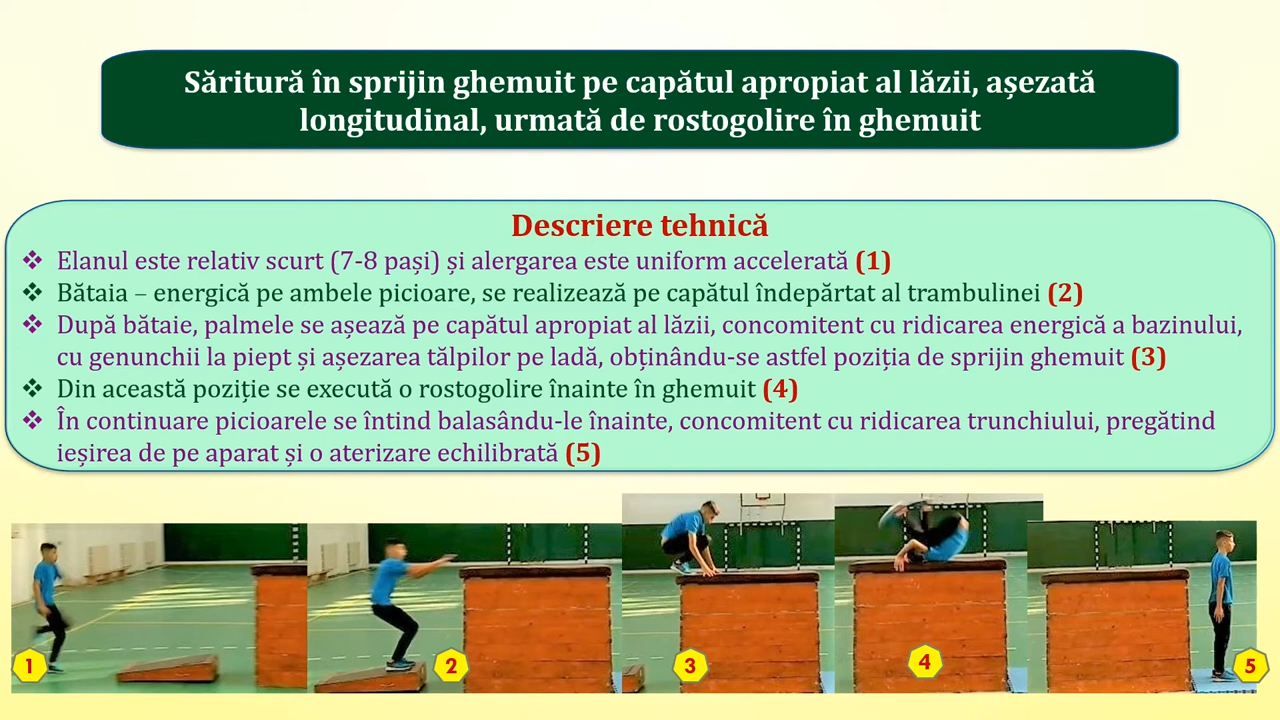 Săritură în sprijin ghemuit pe capătul apropiat al lăzii, așezată
longitudinal, urmată de rostogolire în ghemuit
Descriere tehnică
❖ Elanul este relativ scurt (7-8 pași) și alergarea este uniform accelerată (1)
❖ Bătaia – energică pe ambele picioare, se realizează pe capătul îndepărtat al trambulinei (2)
❖ După bătaie, palmele se așează pe capătul apropiat al lăzii, concomitent cu ridicarea energică a bazinului,
cu genunchii la piept și așezarea tălpilor pe ladă, obținându-se astfel poziția de sprijin ghemuit (3)
❖ Din această poziție se execută o rostogolire înainte în ghemuit (4)
❖ În continuare picioarele se întind balasându-le înainte, concomitent cu ridicarea trunchiului, pregătind
ieșirea de pe aparat și o aterizare echilibrată (5)
1
2
3
4
5